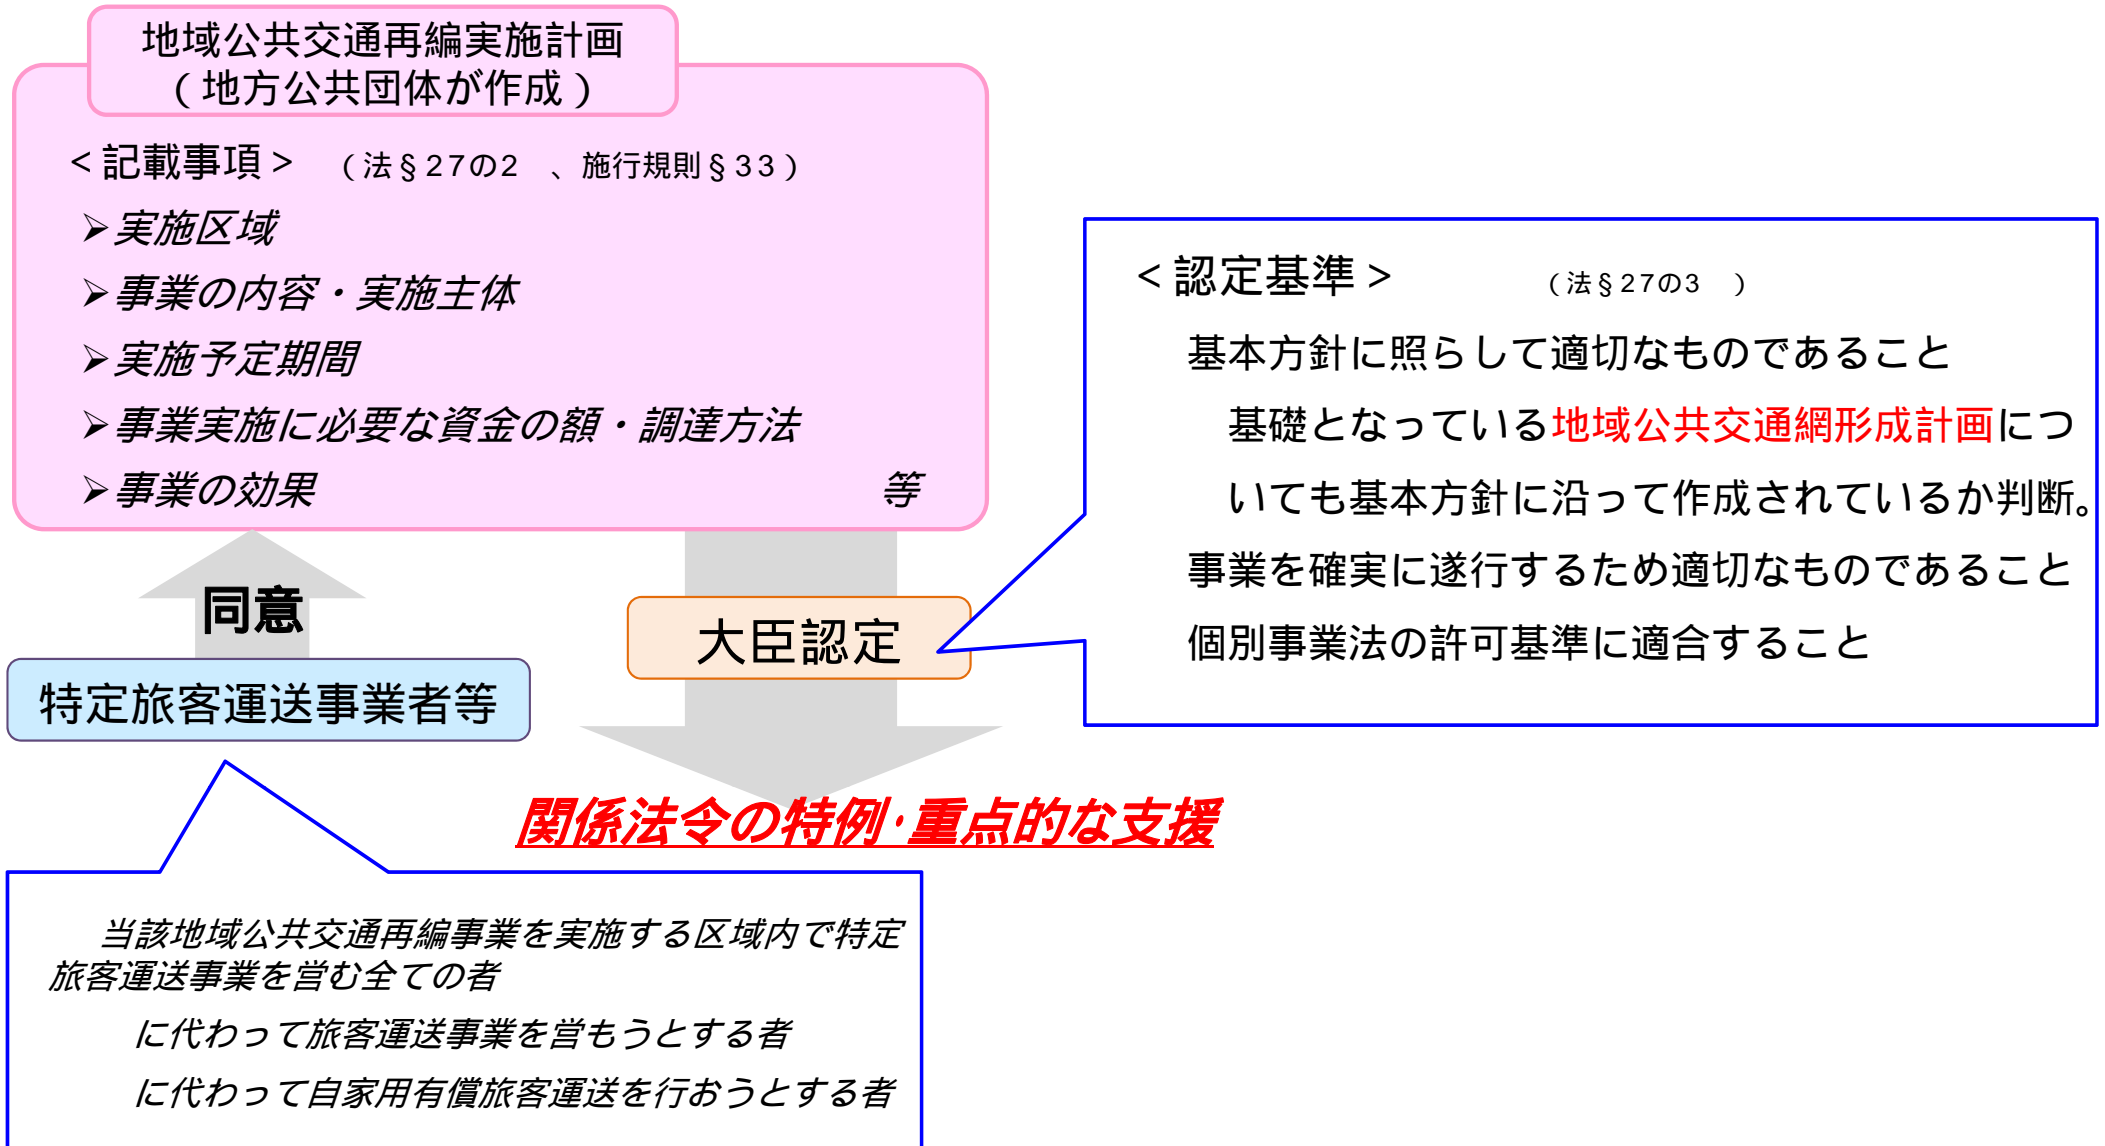 地域公共交通再編実施計画
（地方公共団体が作成）
＜記載事項＞　（法§27の2　、施行規則§33）
➢実施区域
➢事業の内容・実施主体
➢実施予定期間
➢事業実施に必要な資金の額・調達方法
➢事業の効果　等
同意
特定旅客運送事業者等
大臣認定
関係法令の特例・重点的な支援
＜認定基準＞　（法§27の3　）
基本方針に照らして適切なものであること
基礎となっている地域公共交通網形成計画につ
いても基本方針に沿って作成されているか判断。
事業を確実に遂行するため適切なものであること
個別事業法の許可基準に適合すること
当該地域公共交通再編事業を実施する区域内で特定
旅客運送事業を営む全ての者
に代わって旅客運送事業を営もうとする者
に代わって自家用有償旅客運送を行おうとする者